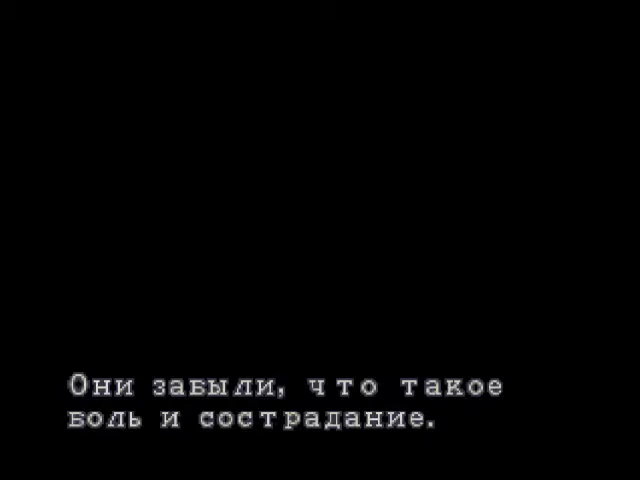 Они забыли, что такое
боль и сострадание.